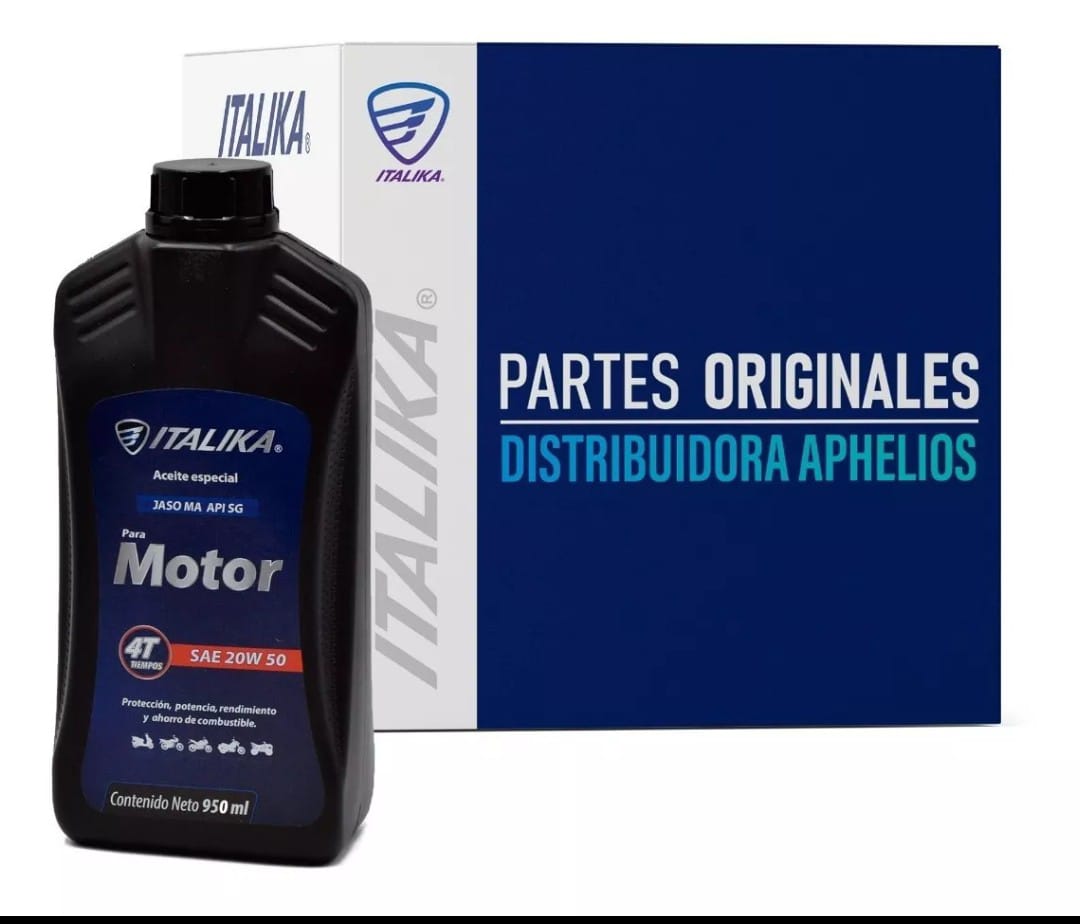 ITALIKA®
ITALIKA®
ITALIKA®
PARTES ORIGINALES
DISTRIBUIDORA APHELIOS
ITALIKA®
Aceite especial
JASO MA API SG
Para
Motor
4T
TIEMPOS
SAE 20W 50
Protección, potencia, rendimiento
y ahorro de combustible.
Contenido Neto 950 ml